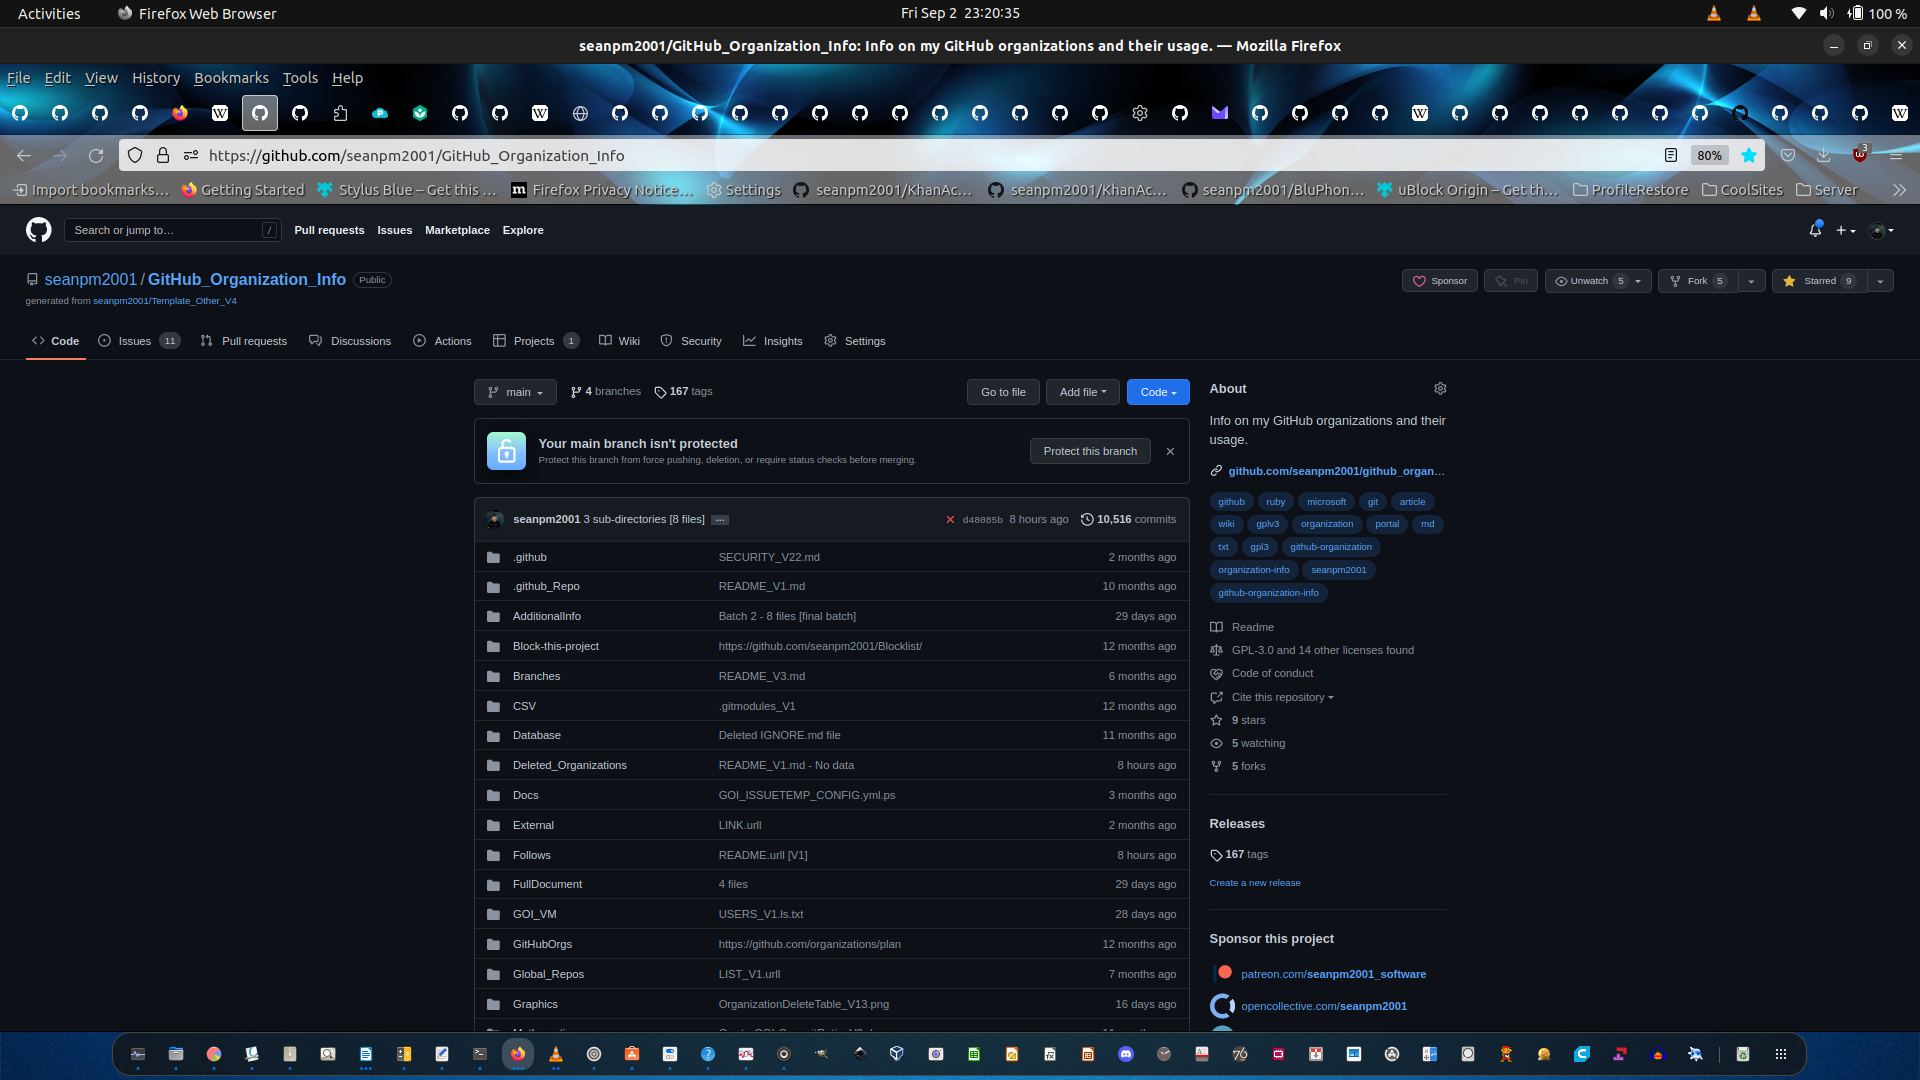 Activities
Firefox Web Browser
Fri Sep 2 23:20:35
100 %
seanpm2001/GitHub_Organization_Info: Info on my GitHub organizations and their usage. — Mozilla Firefox
File Edit View History Bookmarks Tools Help
https://github.com/seanpm2001/GitHub_Organization_Info
80%
3
Import bookmarks… Getting Started Stylus Blue – Get this … Firefox Privacy Notice… Settings seanpm2001/KhanAc… seanpm2001/KhanAc… seanpm2001/BluPhon… uBlock Origin – Get th… ProfileRestore CoolSites Server
Search or jump to… /
Pull requests Issues Marketplace Explore
seanpm2001 / GitHub_Organization_Info Public
generated from seanpm2001/Template_Other_V4
Sponsor Pin Unwatch 5 Fork 5 Starred 9
Code Issues 11 Pull requests Discussions Actions Projects 1 Wiki Security Insights Settings
main 4 branches 167 tags Go to file Add file Code
Your main branch isn't protected
Protect this branch from force pushing, deletion, or require status checks before merging.
Protect this branch
seanpm2001 3 sub-directories [8 files] … d48085b 8 hours ago 10,516 commits
.github SECURITY_V22.md 2 months ago
.github_Repo README_V1.md 10 months ago
AdditionalInfo Batch 2 - 8 files [final batch] 29 days ago
Block-this-project https://github.com/seanpm2001/Blocklist/ 12 months ago
Branches README_V3.md 6 months ago
CSV .gitmodules_V1 12 months ago
Database Deleted IGNORE.md file 11 months ago
Deleted_Organizations README_V1.md - No data 8 hours ago
Docs GOI_ISSUETEMP_CONFIG.yml.ps 3 months ago
External LINK.urll 2 months ago
Follows README.urll [V1] 8 hours ago
FullDocument 4 files 29 days ago
GOI_VM USERS_V1.ls.txt 28 days ago
GitHubOrgs https://github.com/organizations/plan 12 months ago
Global_Repos LIST_V1.urll 7 months ago
Graphics OrganizationDeleteTable_V13.png 16 days ago
About
Info on my GitHub organizations and their
usage.
github.com/seanpm2001/github_organ…
github ruby microsoft git article
wiki gplv3 organization portal md
txt gpl3 github-organization
organization-info seanpm2001
github-organization-info
Readme
GPL-3.0 and 14 other licenses found
Code of conduct
Cite this repository
9 stars
5 watching
5 forks
Releases
167 tags
Create a new release
Sponsor this project
patreon.com/seanpm2001_software
opencollective.com/seanpm2001